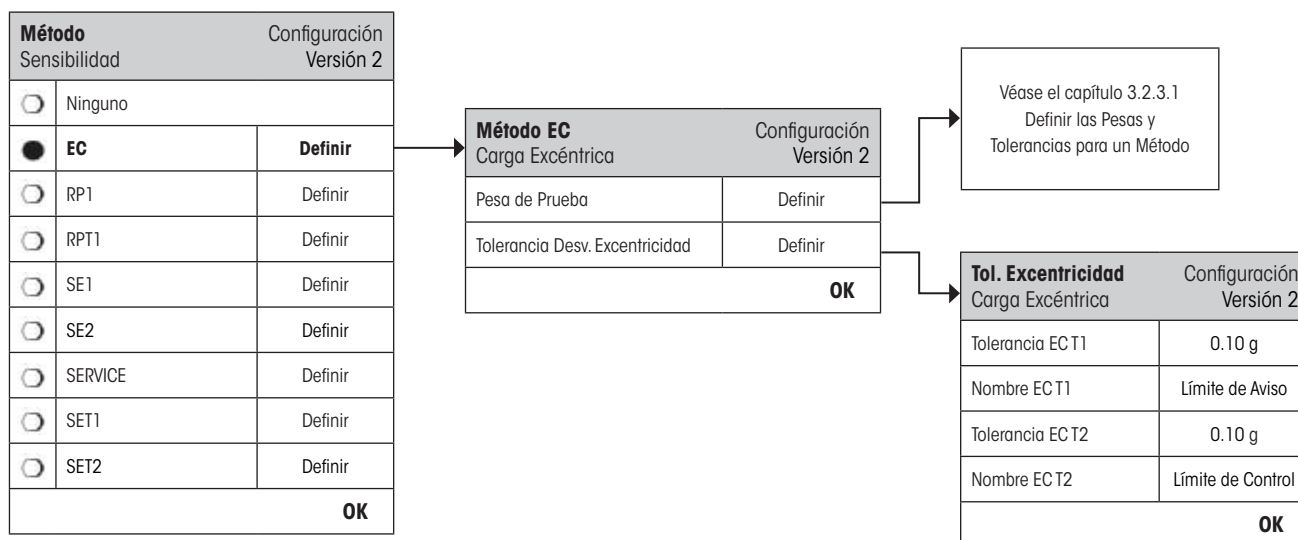 Método Configuración
Sensibilidad Versión 2
Ninguno
EC Definir
RP1 Definir
RPT1 Definir
SE1 Definir
SE2 Definir
SERVICE Definir
SET1 Definir
SET2 Definir
OK
Método EC Configuración
Carga Excéntrica Versión 2
Pesa de Prueba Definir
Tolerancia Desv. Excentricidad Definir
OK
Véase el capítulo 3.2.3.1
Definir las Pesas y
Tolerancias para un Método
Tol. Excentricidad Configuración
Carga Excéntrica Versión 2
Tolerancia EC T1 0.10 g
Nombre EC T1 Límite de Aviso
Tolerancia EC T2 0.10 g
Nombre EC T2 Límite de Control
OK